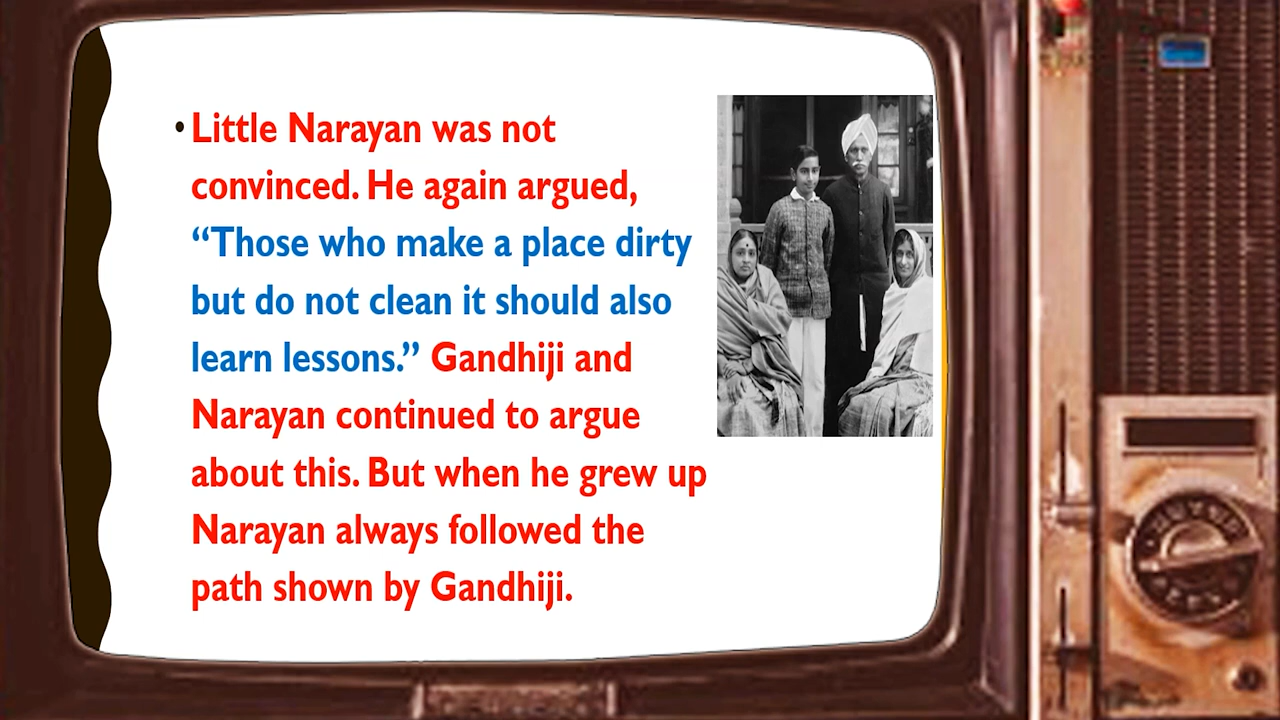 •Little Narayan was not
convinced. He again argued,
“Those who make a place dirty
but do not clean it should also
learn lessons.” Gandhiji and
Narayan continued to argue
about this. But when he grew up
Narayan always followed the
path shown by Gandhiji.